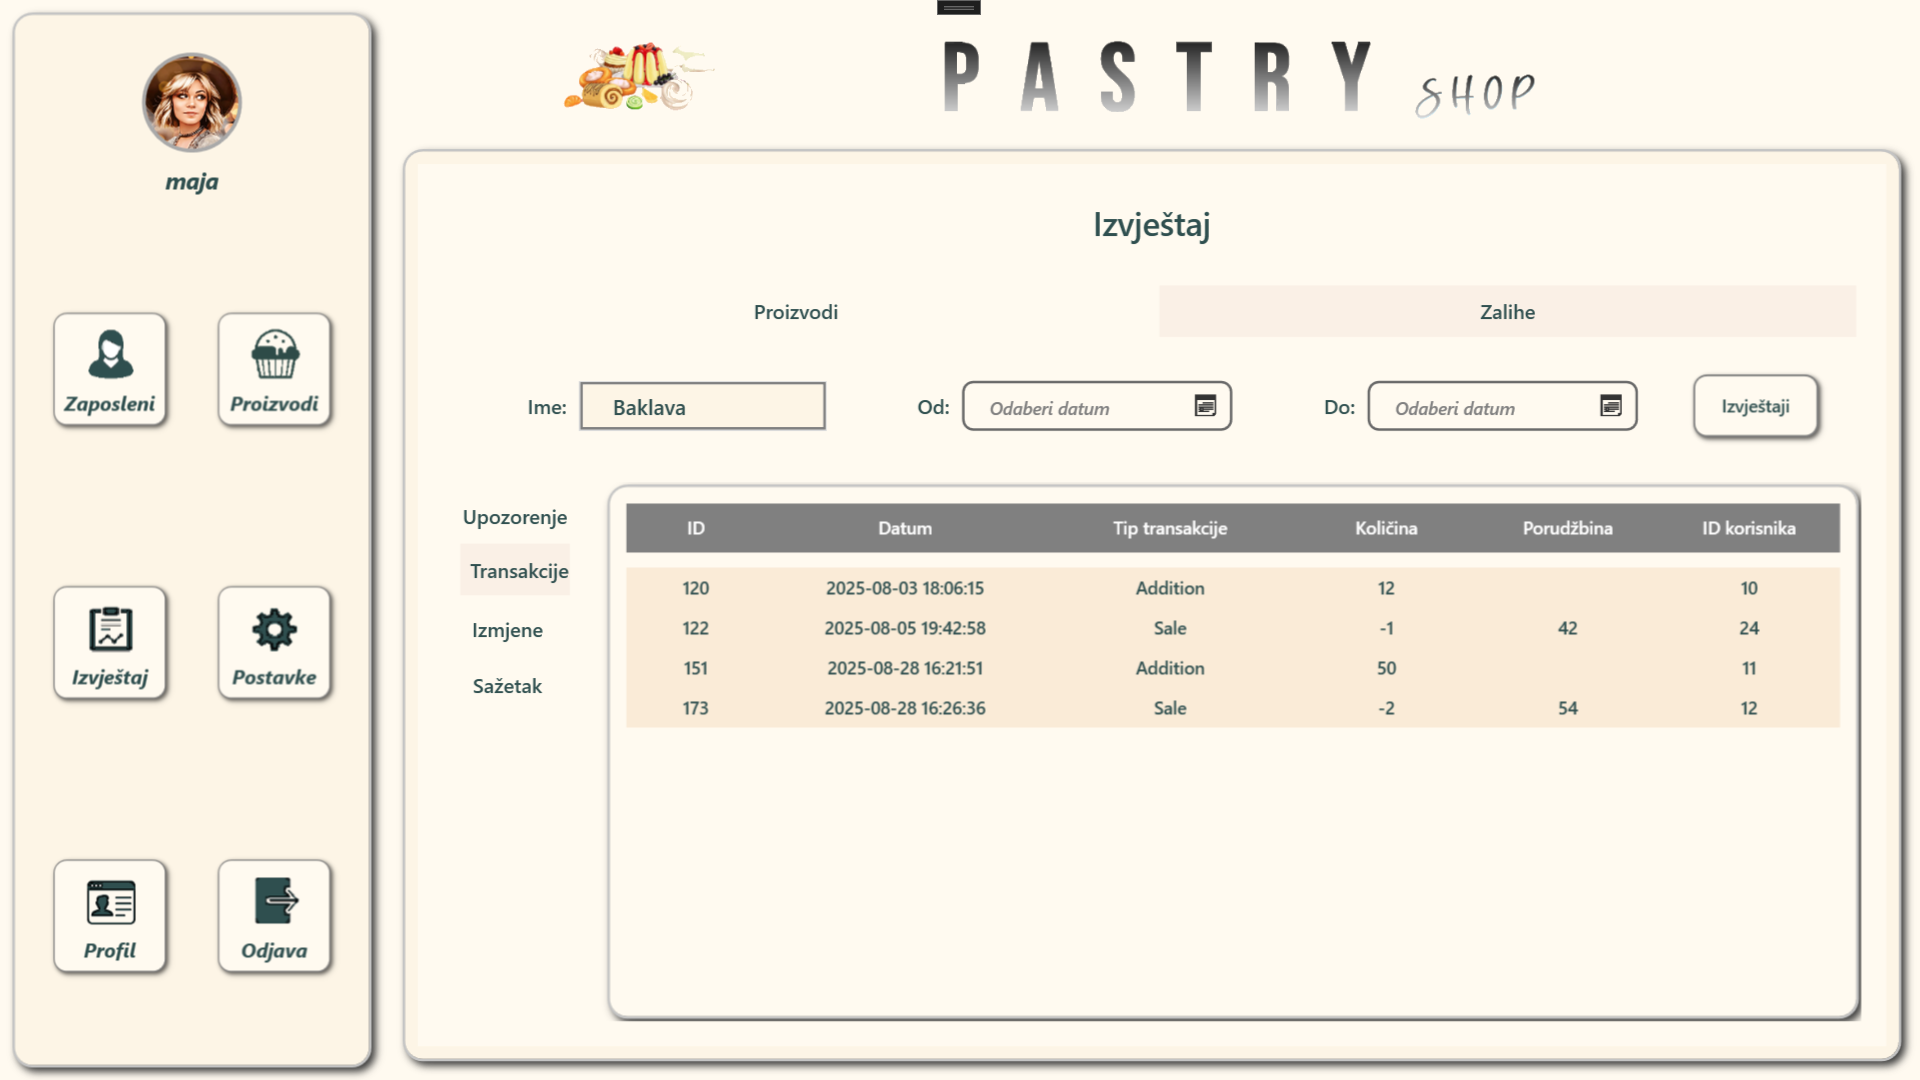 PASTRY SHOP
maja
Zaposleni
Proizvodi
Izvještaj
Postavke
Profil
Odjava
Izvještaj
Proizvodi
Zalihe
Ime: Baklava
Od: Odaberi datum
Do: Odaberi datum
Izvještaji
Upozorenje
Transakcije
Izmjene
Sažetak
ID Datum Tip transakcije Količina Porudžbina ID korisnika
120 2025-08-03 18:06:15 Addition 12 10
122 2025-08-05 19:42:58 Sale -1 42 24
151 2025-08-28 16:21:51 Addition 50 11
173 2025-08-28 16:26:36 Sale -2 54 12